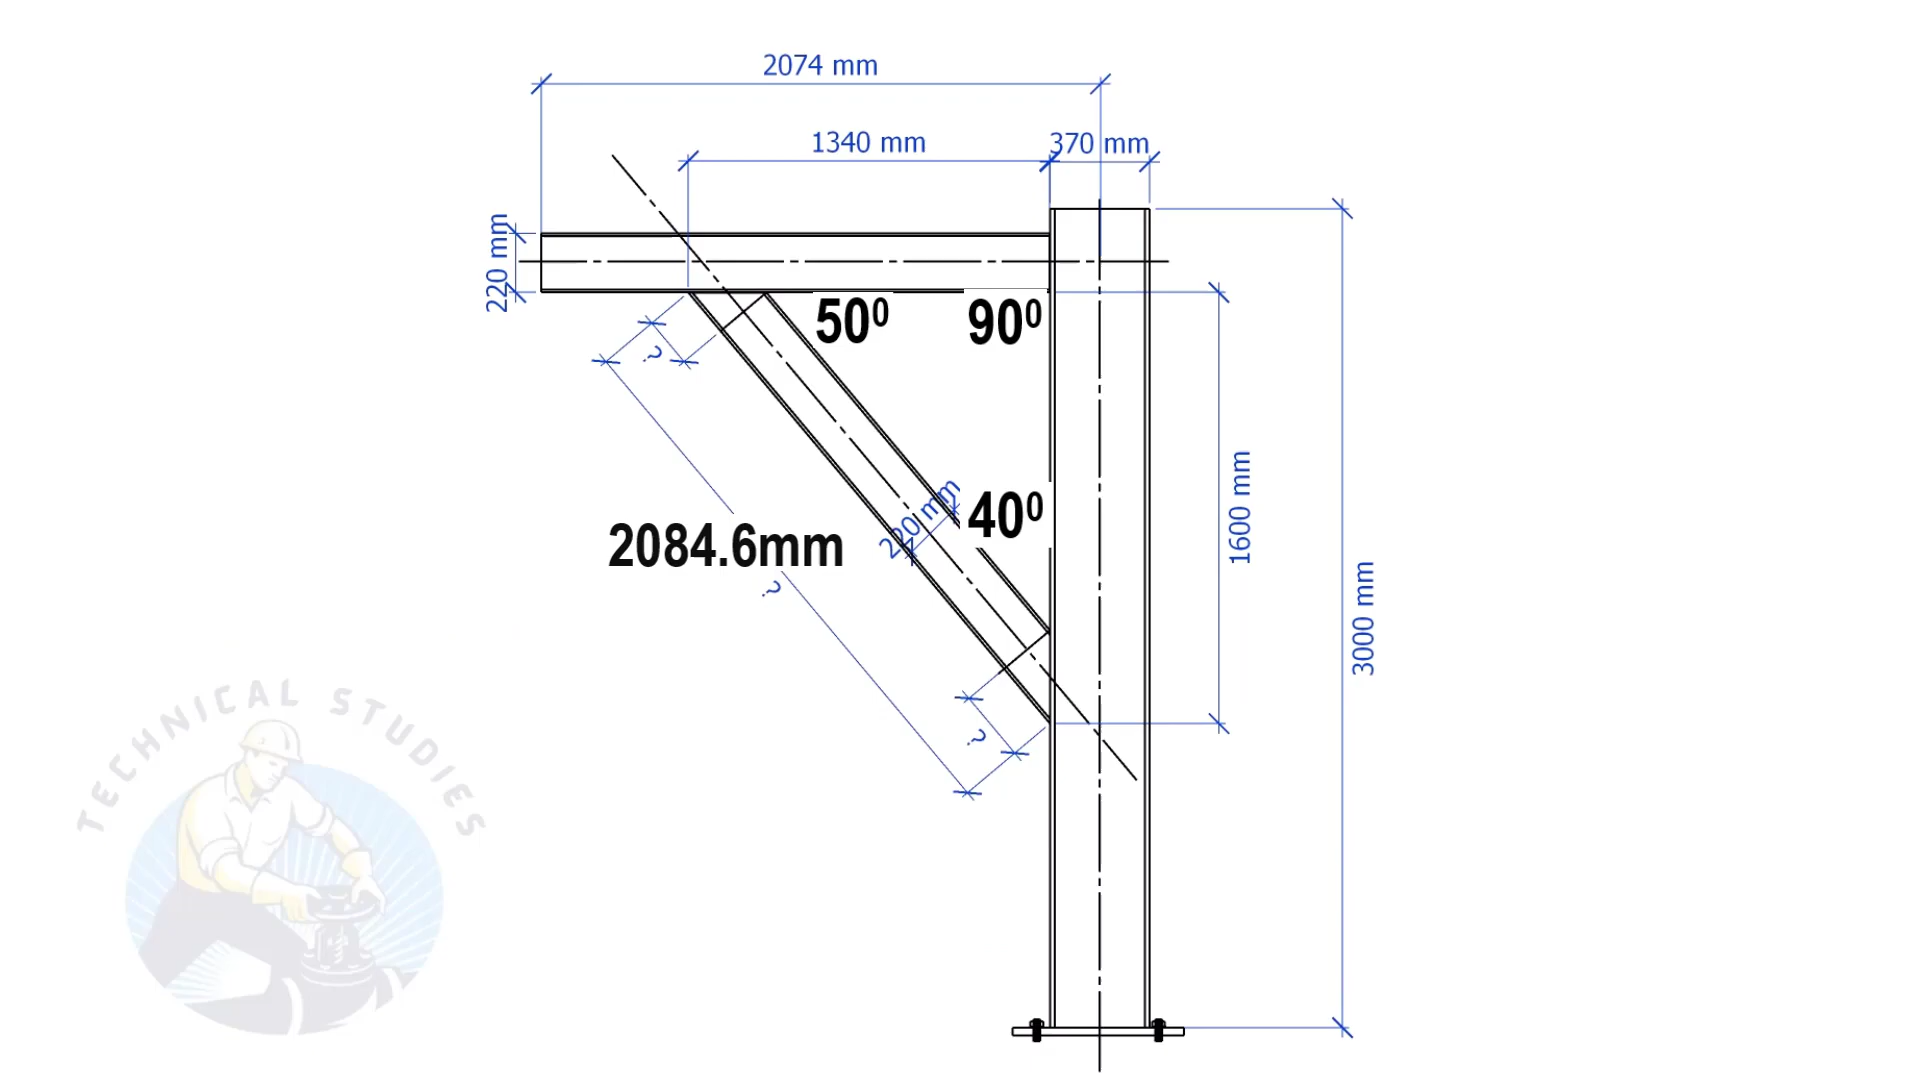 2074 mm
1340 mm
370 mm
220 mm
50⁰
90⁰
?
220 mm
40⁰
1600 mm
2084.6mm
?
3000 mm
?
TECHNICAL STUDIES